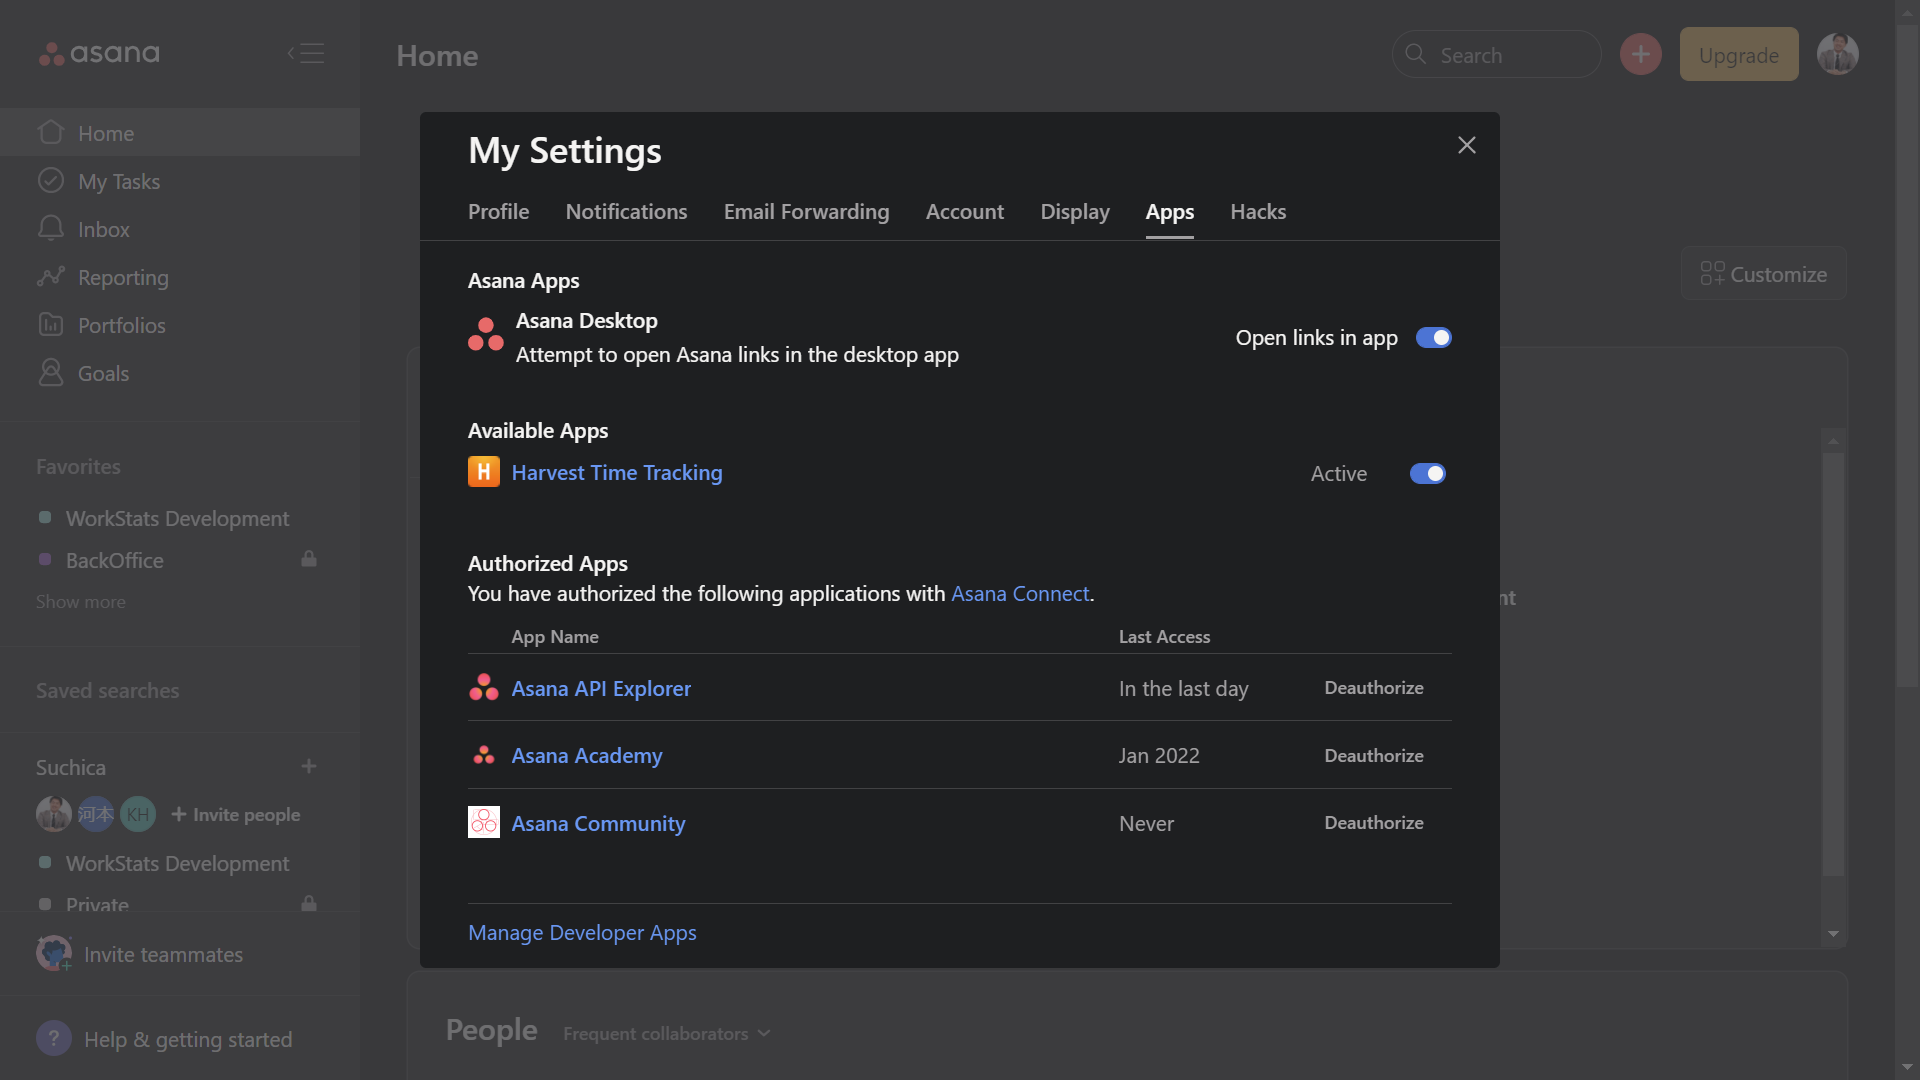 asana
Home
Search
Upgrade
Home
My Tasks
Inbox
Reporting
Portfolios
Goals
Favorites
WorkStats Development
BackOffice
Show more
Saved searches
Suchica
河本 KH Invite people
WorkStats Development
Private
Invite teammates
? Help & getting started
My Settings
Profile Notifications Email Forwarding Account Display Apps Hacks
Asana Apps
Asana Desktop
Attempt to open Asana links in the desktop app
Open links in app
Available Apps
H Harvest Time Tracking Active
Authorized Apps
You have authorized the following applications with Asana Connect.
App Name Last Access
Asana API Explorer In the last day Deauthorize
Asana Academy Jan 2022 Deauthorize
Asana Community Never Deauthorize
Manage Developer Apps
Customize
nt
People Frequent collaborators